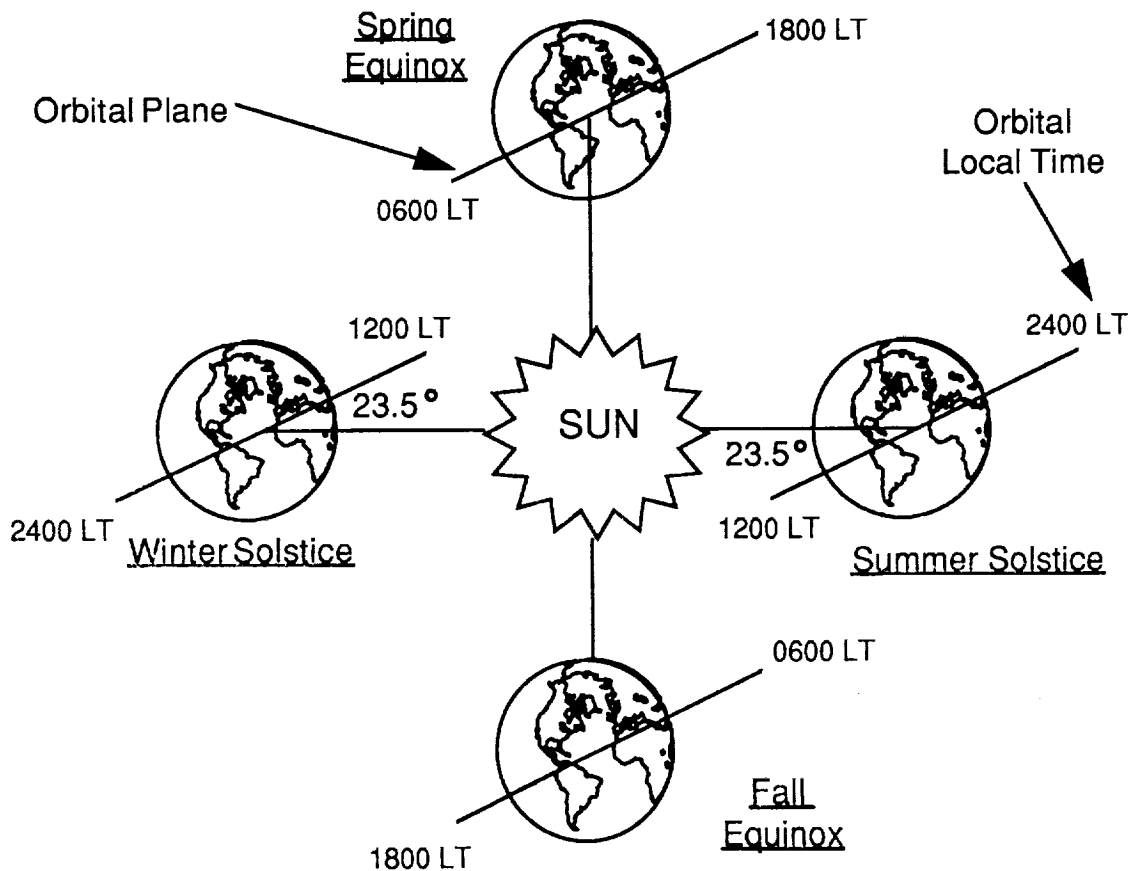 Spring
Equinox
1800 LT
Orbital Plane
0600 LT
Orbital
Local Time
1200 LT
23.5°
2400 LT
Winter Solstice
SUN
2400 LT
23.5°
1200 LT
Summer Solstice
0600 LT
1800 LT
Fall
Equinox